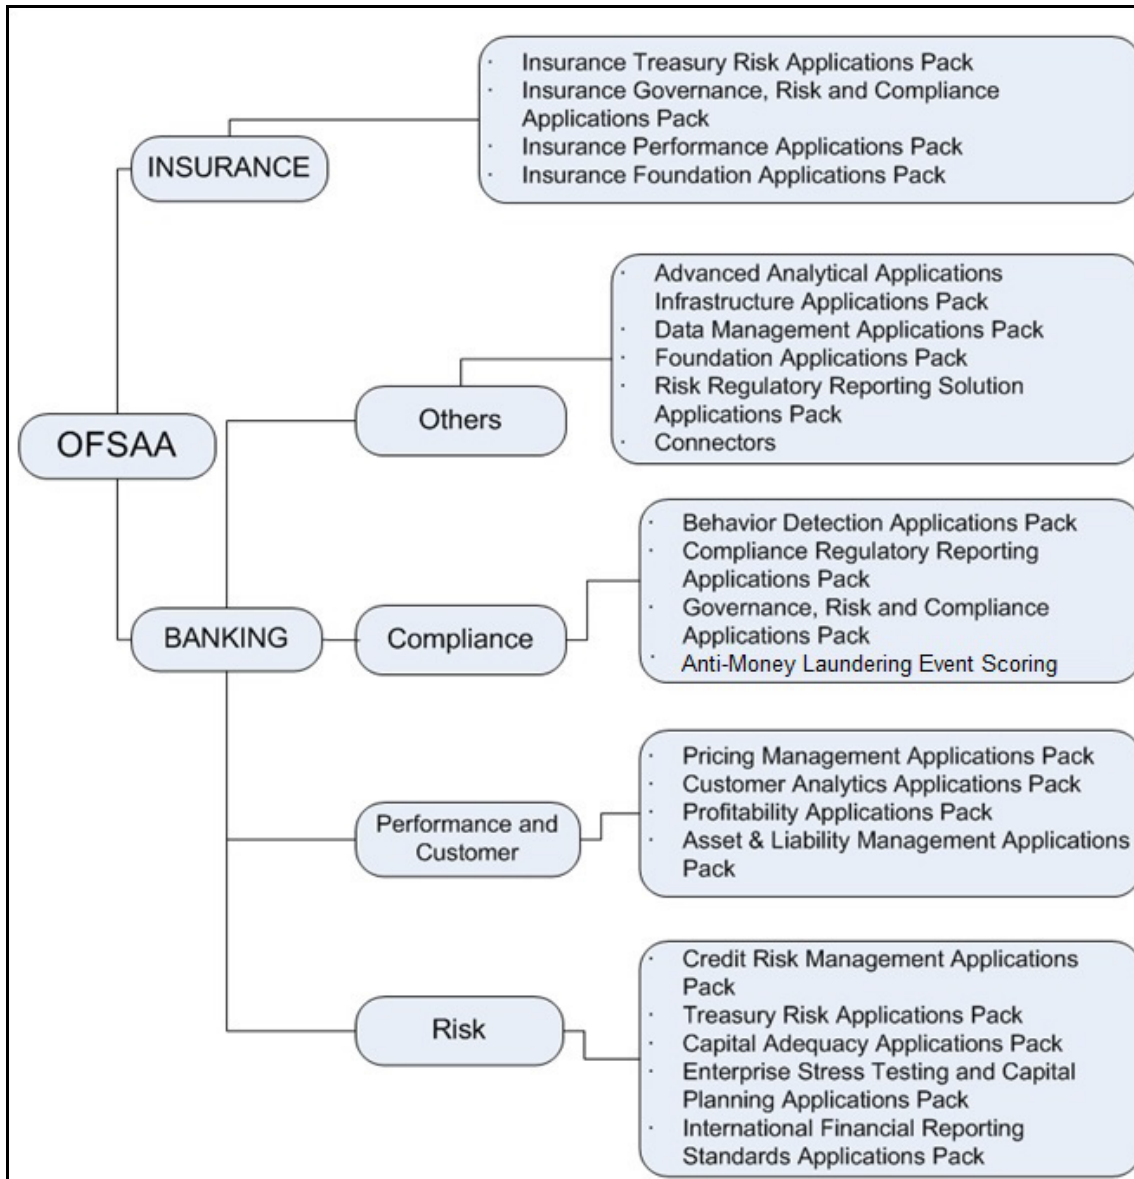 · Insurance Treasury Risk Applications Pack
· Insurance Governance, Risk and Compliance
Applications Pack
· Insurance Performance Applications Pack
· Insurance Foundation Applications Pack
INSURANCE
· Advanced Analytical Applications
Infrastructure Applications Pack
· Data Management Applications Pack
· Foundation Applications Pack
· Risk Regulatory Reporting Solution
Applications Pack
· Connectors
Others
OFSAA
· Behavior Detection Applications Pack
· Compliance Regulatory Reporting
Applications Pack
· Governance, Risk and Compliance
Applications Pack
· Anti-Money Laundering Event Scoring
BANKING
Compliance
· Pricing Management Applications Pack
· Customer Analytics Applications Pack
· Profitability Applications Pack
· Asset & Liability Management Applications
Pack
Performance and
Customer
· Credit Risk Management Applications
Pack
· Treasury Risk Applications Pack
· Capital Adequacy Applications Pack
· Enterprise Stress Testing and Capital
Planning Applications Pack
· International Financial Reporting
Standards Applications Pack
Risk